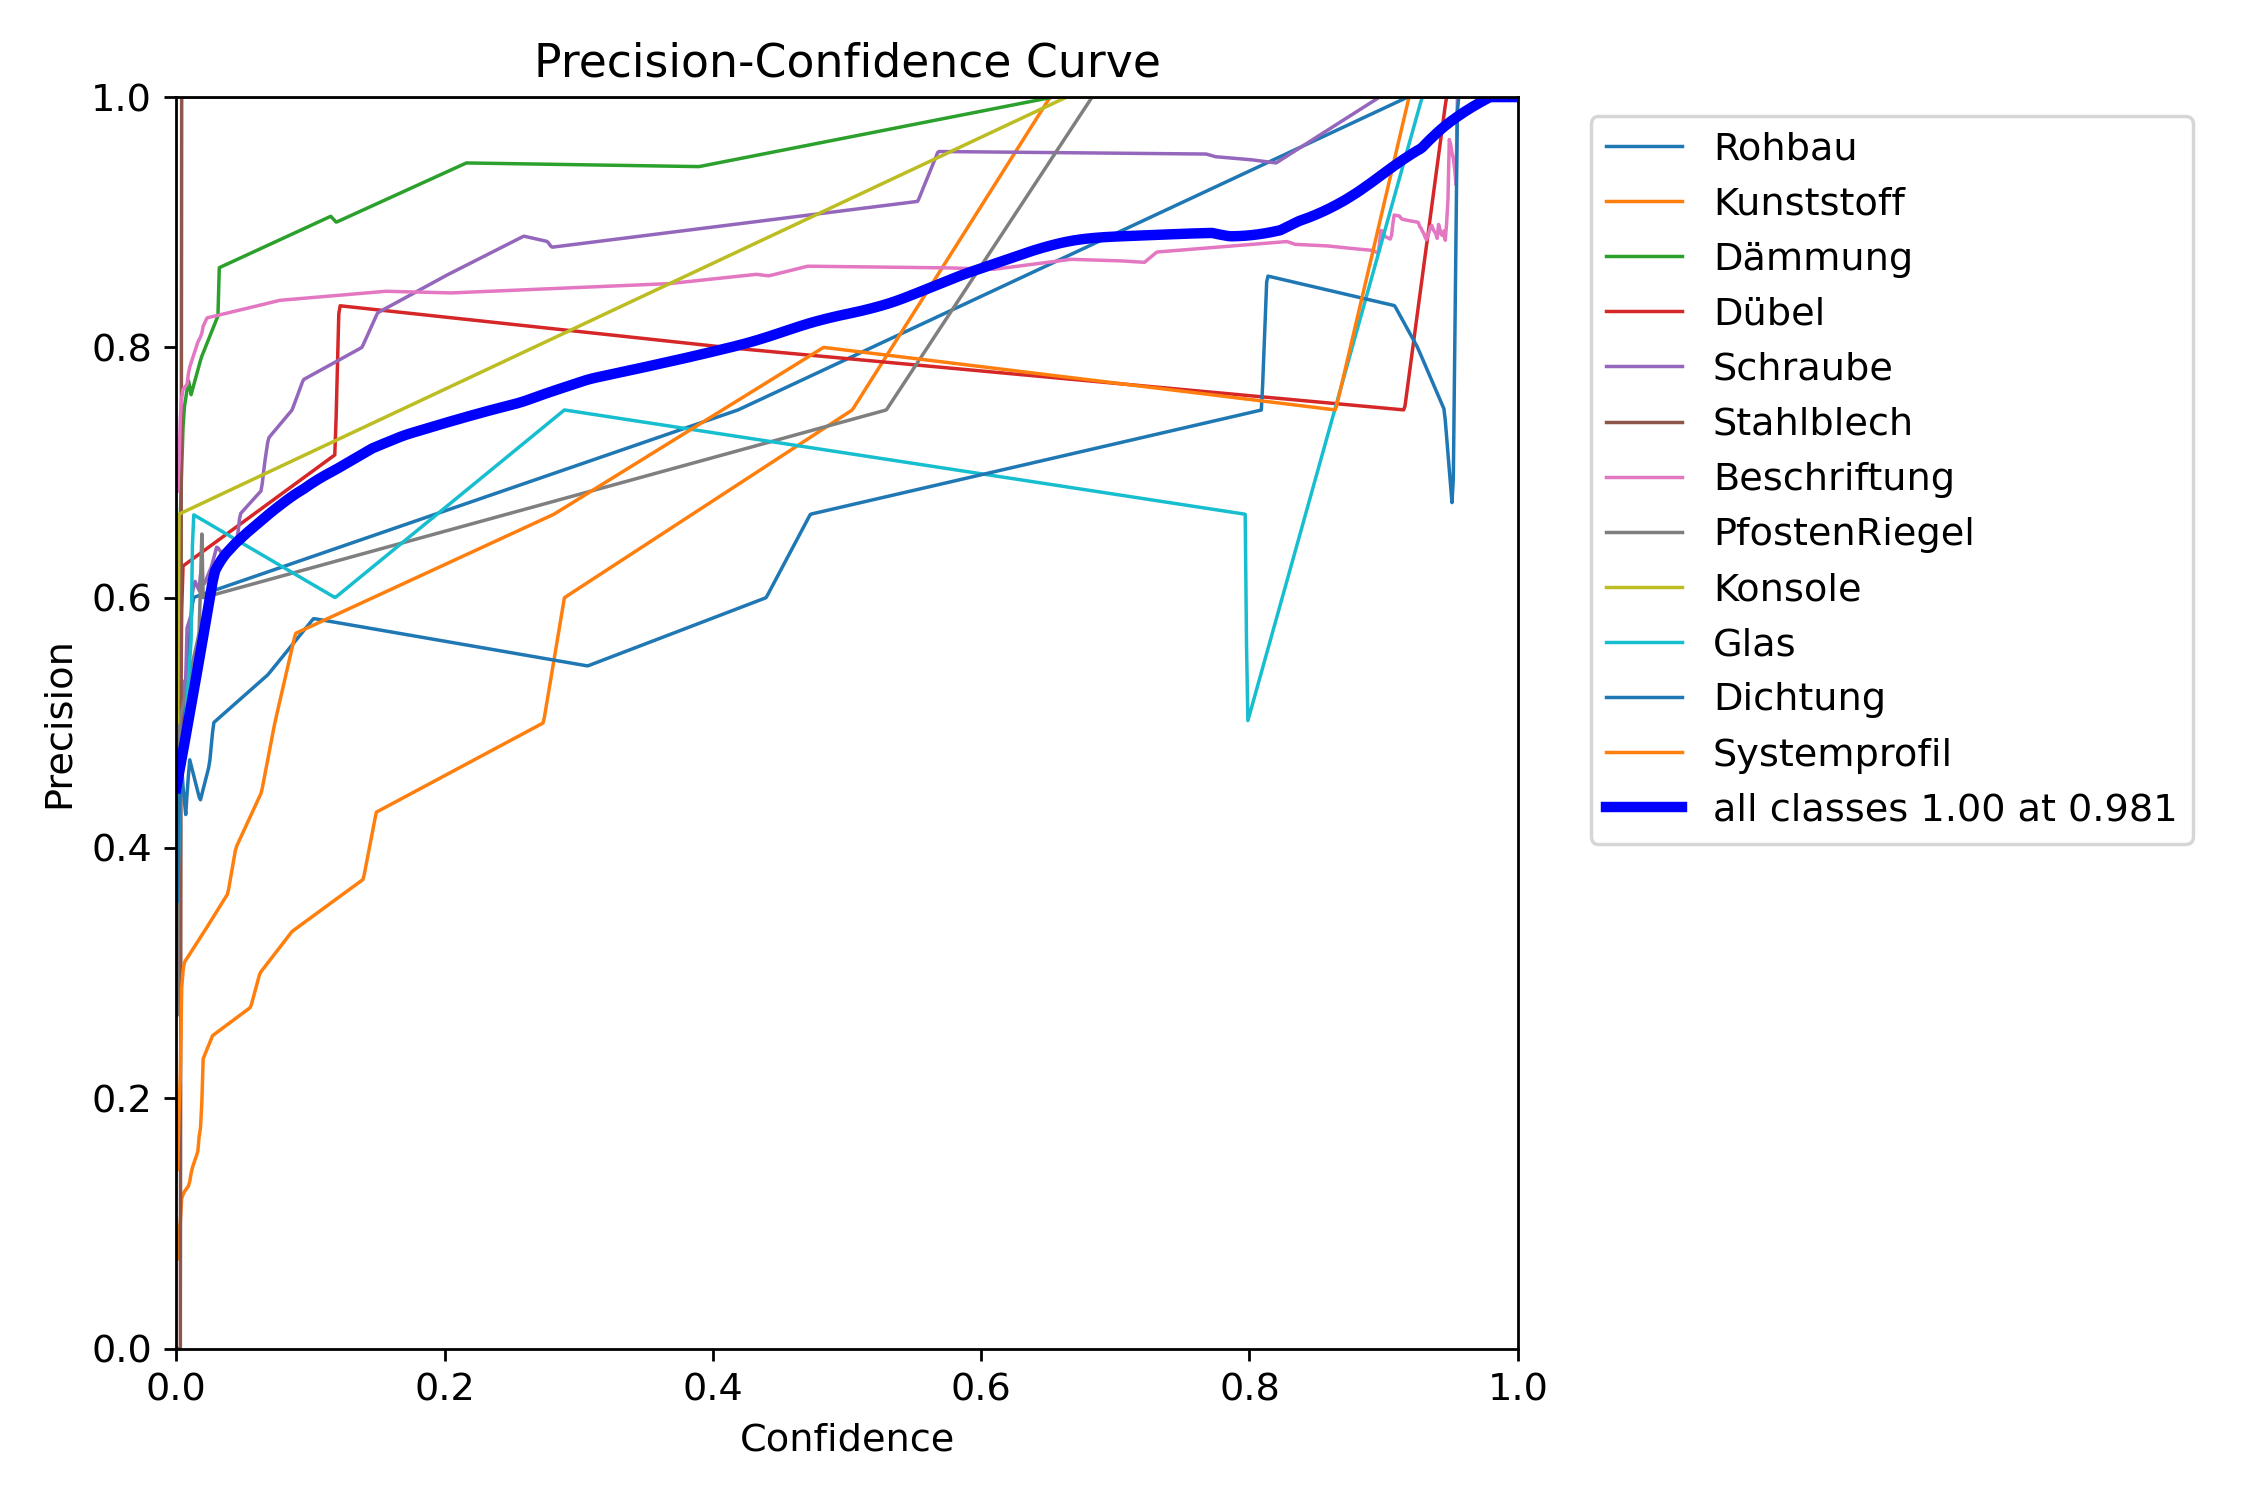 Precision-Confidence Curve
1.0
0.8
0.6
0.4
0.2
0.0
Precision
0.0 0.2 0.4 0.6 0.8 1.0
Confidence
Rohbau
Kunststoff
Dämmung
Dübel
Schraube
Stahlblech
Beschriftung
PfostenRiegel
Konsole
Glas
Dichtung
Systemprofil
all classes 1.00 at 0.981